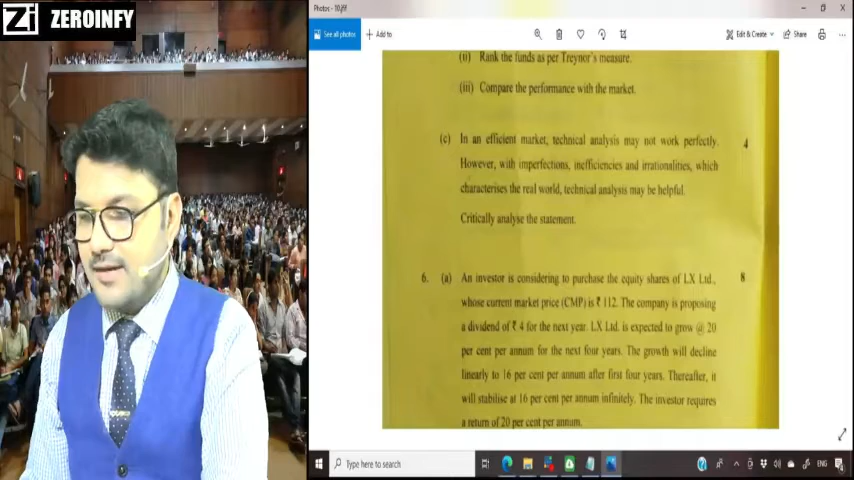 Zi ZEROINFY
Photos - 10.jfif
See all photos
Add to
Edit & Create
Share
(ii) Rank the funds as per Treynor's measure.
(iii) Compare the performance with the market.
(c) In an efficient market, technical analysis may not work perfectly. 4
However, with imperfections, inefficiencies and irrationalities, which
characterises the real world, technical analysis may be helpful.
Critically analyse the statement.
6. (a) An investor is considering to purchase the equity shares of LX Ltd., 8
whose current market price (CMP) is ₹ 112. The company is proposing
a dividend of ₹ 4 for the next year. LX Ltd. is expected to grow @ 20
per cent per annum for the next four years. The growth will decline
linearly to 16 per cent per annum after first four years. Thereafter, it
will stabilise at 16 per cent per annum infinitely. The investor requires
a return of 20 per cent per annum.
Type here to search
ENG